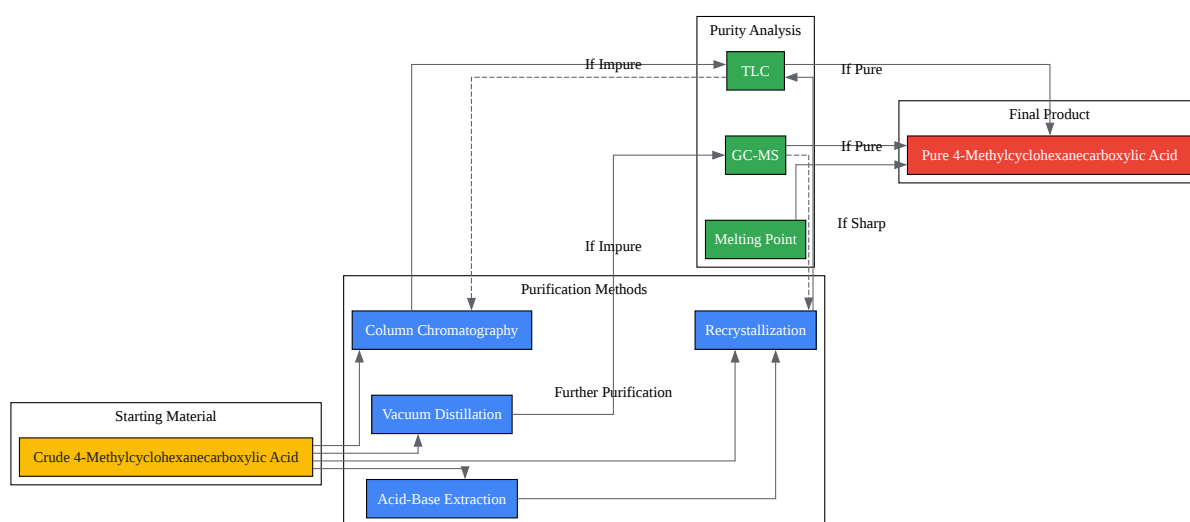 Purity Analysis
If Impure
TLC
If Pure
Final Product
GC-MS
If Pure
Pure 4-Methylcyclohexanecarboxylic Acid
If Sharp
Melting Point
If Impure
Purification Methods
Column Chromatography
Recrystallization
Further Purification
Starting Material
Vacuum Distillation
Crude 4-Methylcyclohexanecarboxylic Acid
Acid-Base Extraction